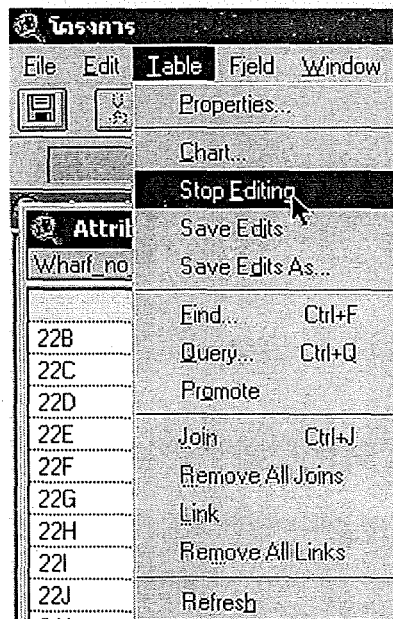 โครงการ
File Edit Table Field Window
Properties...
Chart...
Stop Editing
Attrib
Save Edits
Wharf_no
Save Edits As...
Find... Ctrl+F
22B
Query... Ctrl+Q
22C
Promote
22D
22E
Join Ctrl+J
22F
Remove All Joins
22G
Link
22H
Remove All Links
22I
22J
Refresh